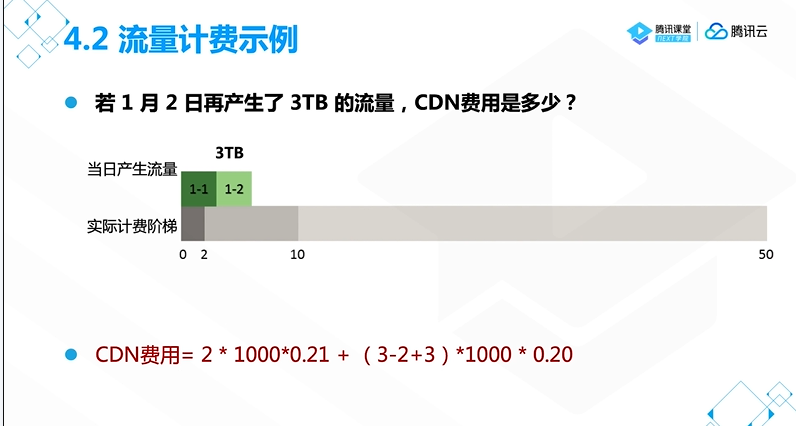 4.2 流量计费示例
腾讯课堂
NEXT学院
腾讯云
若 1 月 2 日再产生了 3TB 的流量，CDN费用是多少？
3TB
当日产生流量
1-1 1-2
实际计费阶梯
0 2 10 50
CDN费用= 2 * 1000*0.21 + （3-2+3）*1000 * 0.20